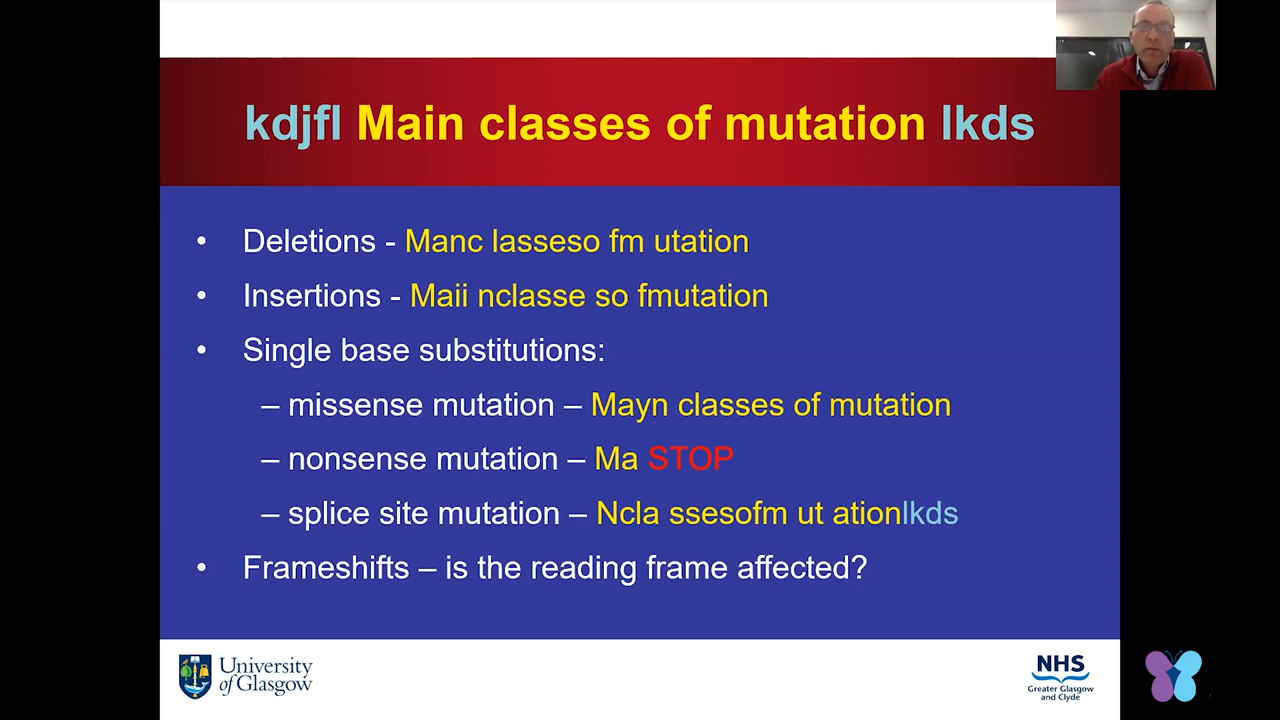 kdjfl Main classes of mutation lkds
• Deletions - Manc lasseso fm utation
• Insertions - Maii nclasse so fmutation
• Single base substitutions:
– missense mutation – Mayn classes of mutation
– nonsense mutation – Ma STOP
– splice site mutation – Ncla ssesofm ut ationlkds
• Frameshifts – is the reading frame affected?
University
of Glasgow
NHS
Greater Glasgow
and Clyde